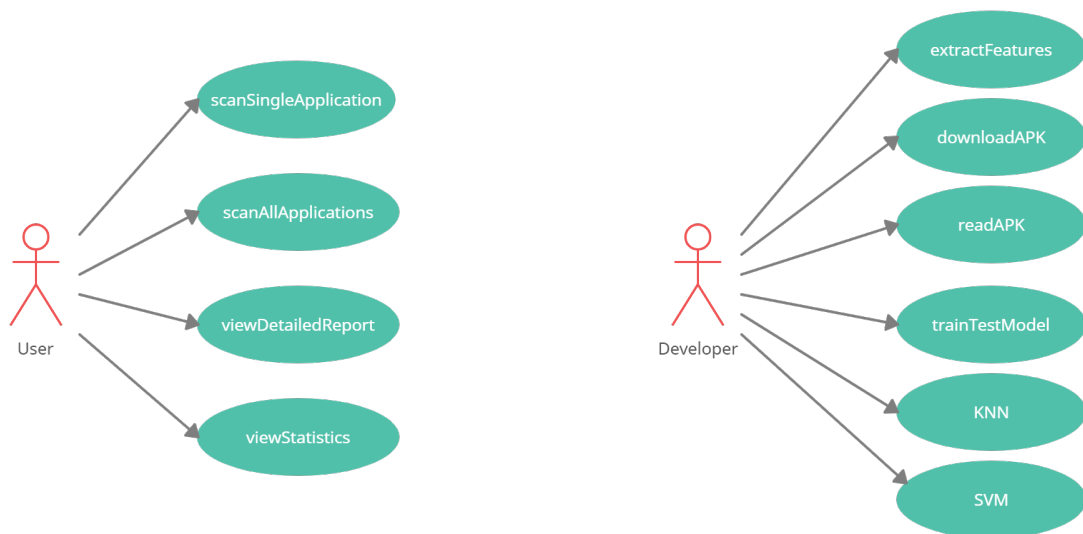 scanSingleApplication
scanAllApplications
viewDetailedReport
viewStatistics
User
extractFeatures
downloadAPK
readAPK
trainTestModel
KNN
SVM
Developer